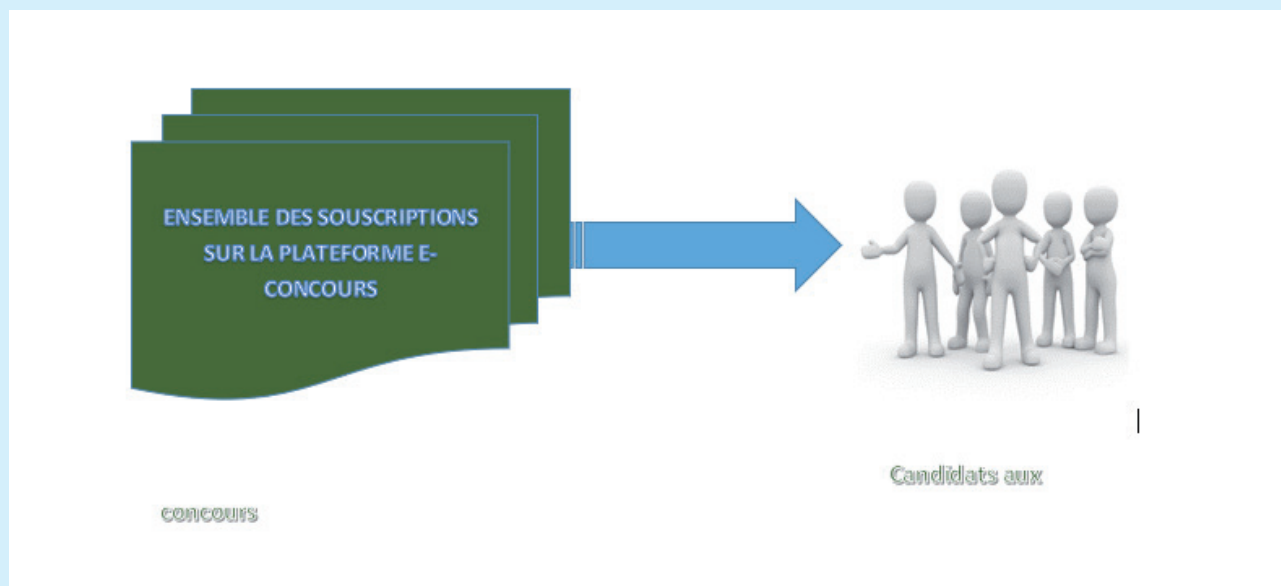 ENSEMBLE DES SOUSCRIPTIONS
SUR LA PLATEFORME E-
CONCOURS
Candidats aux
concours